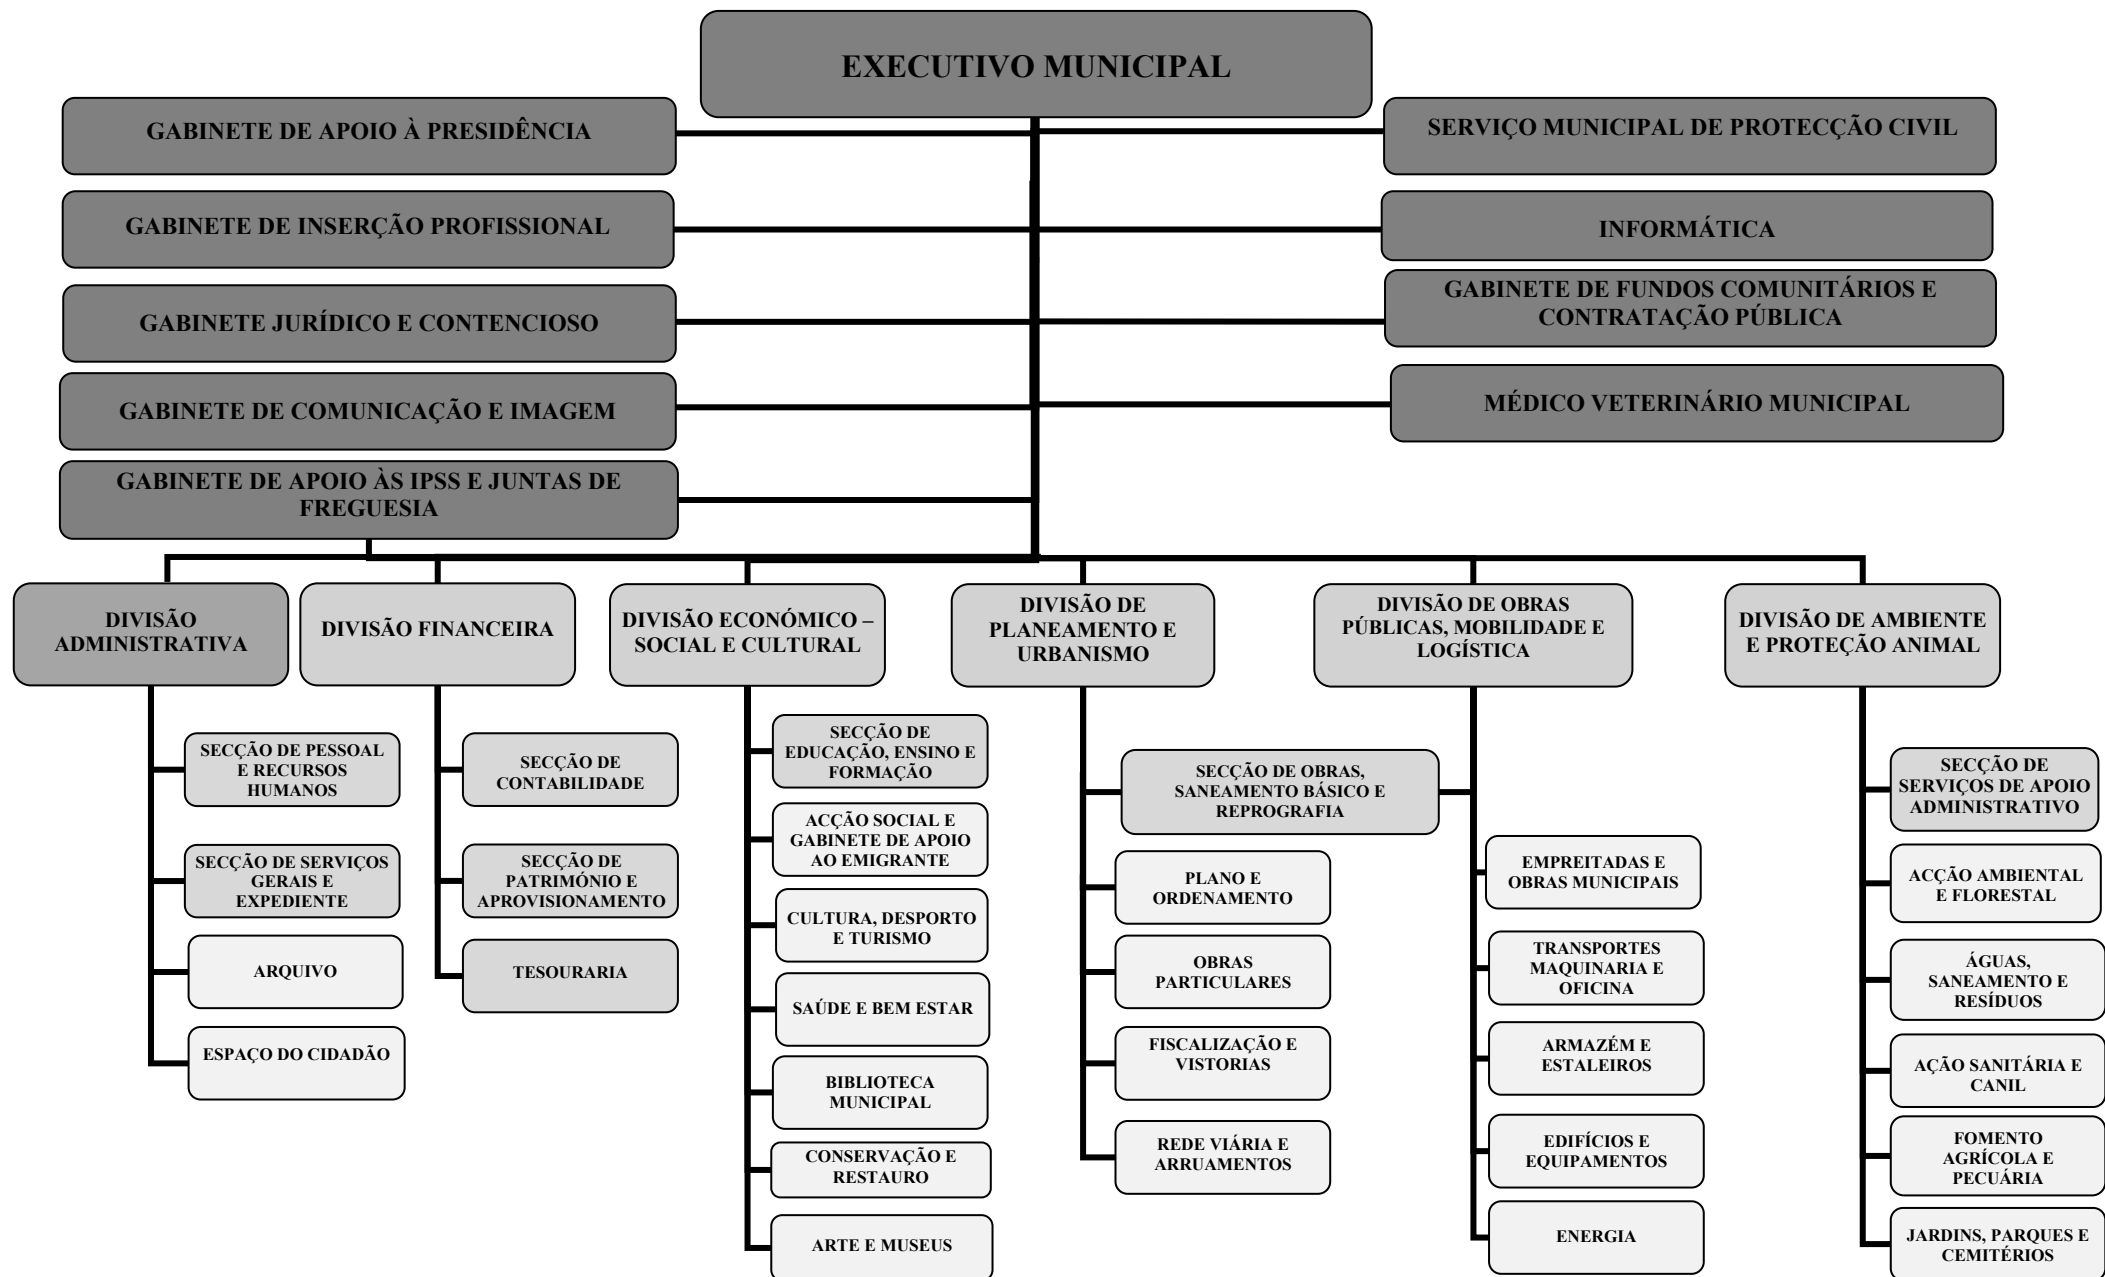 EXECUTIVO MUNICIPAL
GABINETE DE APOIO À PRESIDÊNCIA
SERVIÇO MUNICIPAL DE PROTECÇÃO CIVIL
GABINETE DE INSERÇÃO PROFISSIONAL
INFORMÁTICA
GABINETE JURÍDICO E CONTENCIOSO
GABINETE DE FUNDOS COMUNITÁRIOS E
CONTRATAÇÃO PÚBLICA
GABINETE DE COMUNICAÇÃO E IMAGEM
MÉDICO VETERINÁRIO MUNICIPAL
GABINETE DE APOIO ÀS IPSS E JUNTAS DE
FREGUESIA
DIVISÃO
ADMINISTRATIVA
DIVISÃO FINANCEIRA
DIVISÃO ECONÓMICO –
SOCIAL E CULTURAL
DIVISÃO DE
PLANEAMENTO E
URBANISMO
DIVISÃO DE OBRAS
PÚBLICAS, MOBILIDADE E
LOGÍSTICA
DIVISÃO DE AMBIENTE
E PROTEÇÃO ANIMAL
SECÇÃO DE PESSOAL
E RECURSOS
HUMANOS
SECÇÃO DE SERVIÇOS
GERAIS E
EXPEDIENTE
ARQUIVO
ESPAÇO DO CIDADÃO
SECÇÃO DE
CONTABILIDADE
SECÇÃO DE
PATRIMÓNIO E
APROVISIONAMENTO
TESOURARIA
SECÇÃO DE
EDUCAÇÃO, ENSINO E
FORMAÇÃO
ACÇÃO SOCIAL E
GABINETE DE APOIO
AO EMIGRANTE
CULTURA, DESPORTO
E TURISMO
SAÚDE E BEM ESTAR
BIBLIOTECA
MUNICIPAL
CONSERVAÇÃO E
RESTAURO
ARTE E MUSEUS
SECÇÃO DE OBRAS,
SANEAMENTO BÁSICO E
REPROGRAFIA
PLANO E
ORDENAMENTO
OBRAS
PARTICULARES
FISCALIZAÇÃO E
VISTORIAS
REDE VIÁRIA E
ARRUAMENTOS
EMPREITADAS E
OBRAS MUNICIPAIS
TRANSPORTES
MAQUINARIA E
OFICINA
ARMAZÉM E
ESTALEIROS
EDIFÍCIOS E
EQUIPAMENTOS
ENERGIA
SECÇÃO DE
SERVIÇOS DE APOIO
ADMINISTRATIVO
ACÇÃO AMBIENTAL
E FLORESTAL
ÁGUAS,
SANEAMENTO E
RESÍDUOS
AÇÃO SANITÁRIA E
CANIL
FOMENTO
AGRÍCOLA E
PECUÁRIA
JARDINS, PARQUES E
CEMITÉRIOS